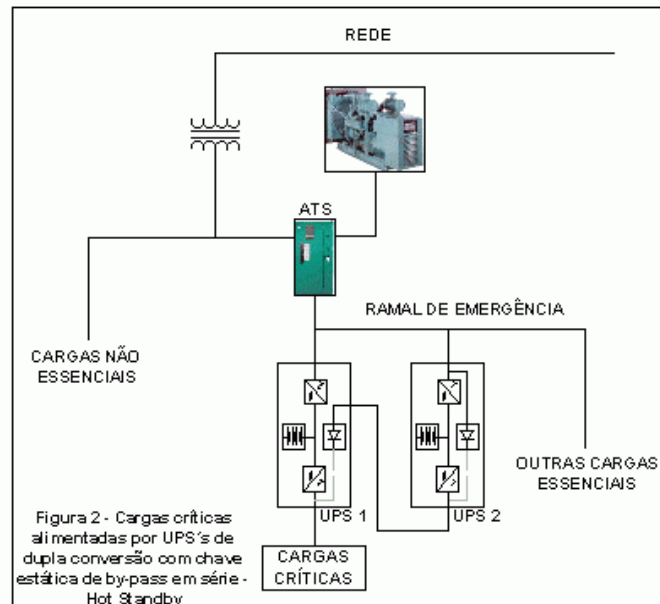 REDE
ATS
RAMAL DE EMERGÊNCIA
CARGAS NÃO
ESSENCIAIS
OUTRAS CARGAS
ESSENCIAIS
UPS 1
UPS 2
CARGAS
CRÍTICAS
Figura 2 - Cargas críticas
alimentadas por UPS´s de
dupla conversão com chave
estática de by-pass em série -
Hot Standby